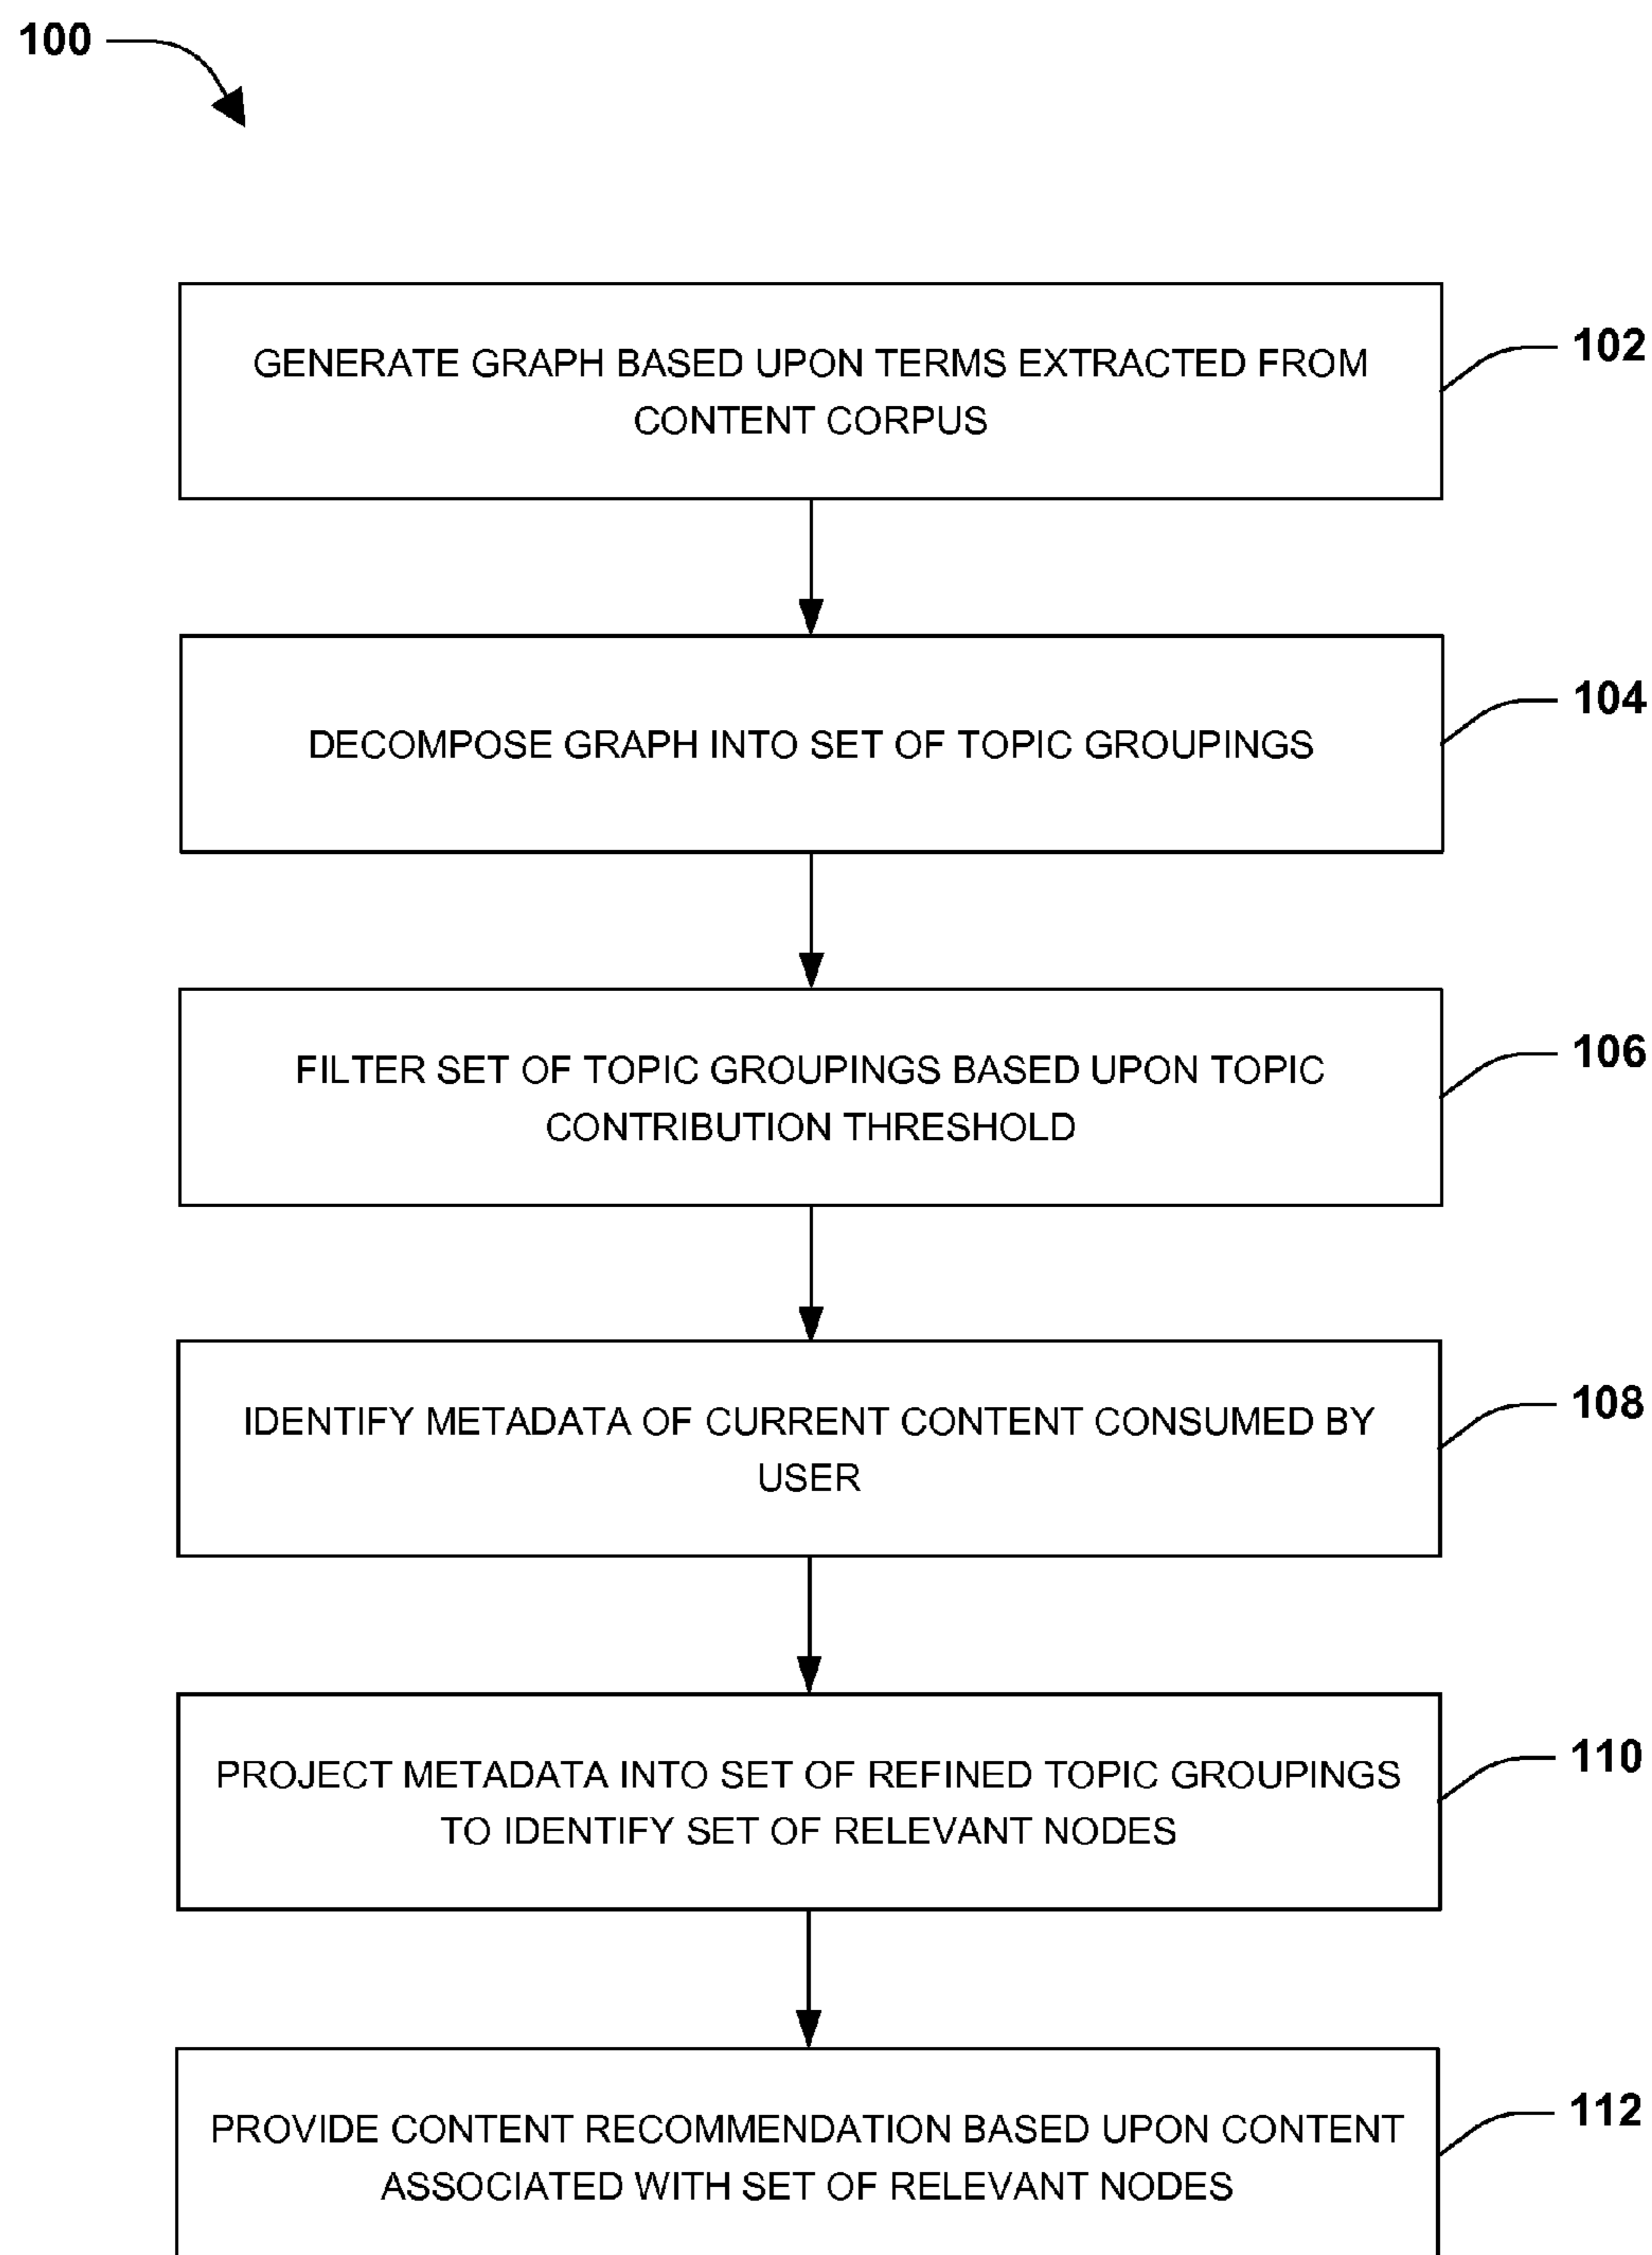 100
GENERATE GRAPH BASED UPON TERMS EXTRACTED FROM
CONTENT CORPUS
102
DECOMPOSE GRAPH INTO SET OF TOPIC GROUPINGS
104
FILTER SET OF TOPIC GROUPINGS BASED UPON TOPIC
CONTRIBUTION THRESHOLD
106
IDENTIFY METADATA OF CURRENT CONTENT CONSUMED BY
USER
108
PROJECT METADATA INTO SET OF REFINED TOPIC GROUPINGS
TO IDENTIFY SET OF RELEVANT NODES
110
PROVIDE CONTENT RECOMMENDATION BASED UPON CONTENT
ASSOCIATED WITH SET OF RELEVANT NODES
112